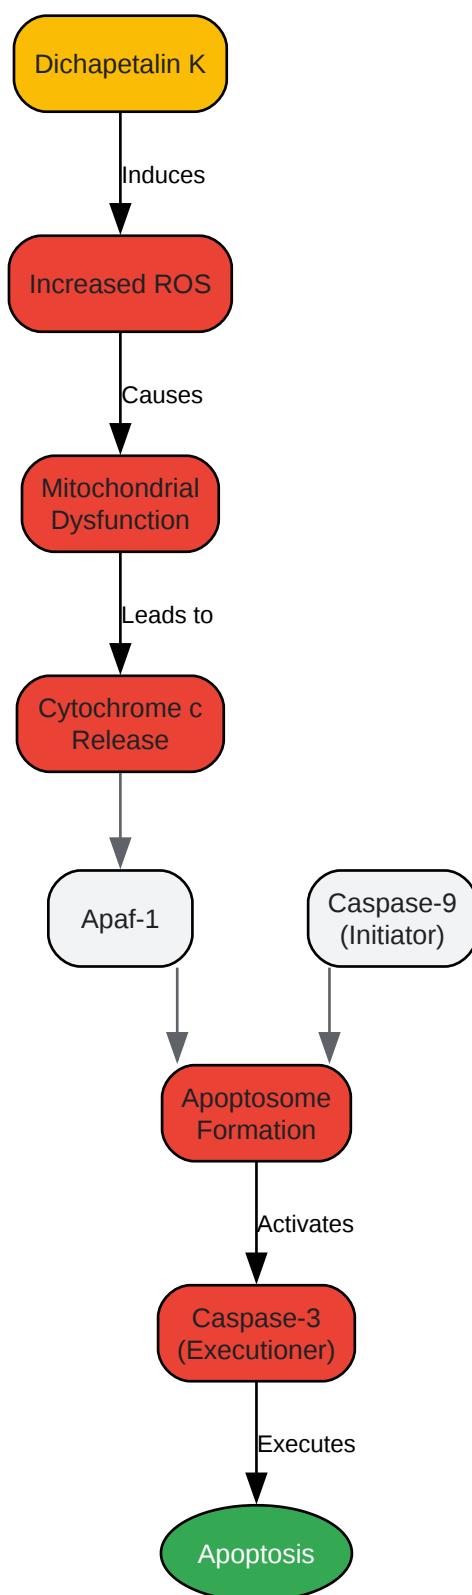 Dichapetalin K
Induces
Increased ROS
Causes
Mitochondrial
Dysfunction
Leads to
Cytochrome c
Release
Apaf-1
Caspase-9
(Initiator)
Apoptosome
Formation
Activates
Caspase-3
(Executioner)
Executes
Apoptosis